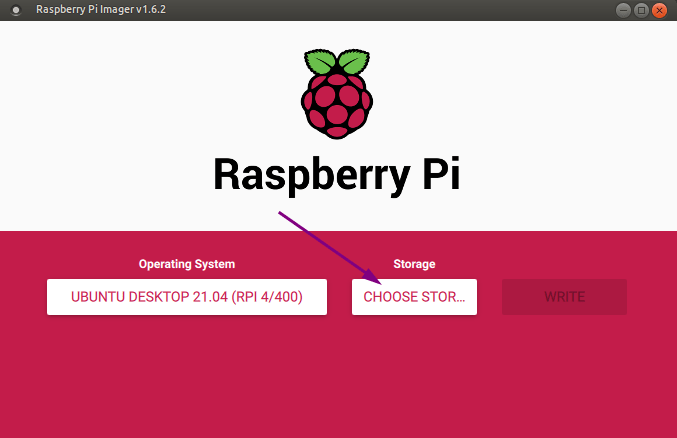 Raspberry Pi Imager v1.6.2
Raspberry Pi
Operating System
Storage
UBUNTU DESKTOP 21.04 (RPI 4/400)
CHOOSE STOR...
WRITE